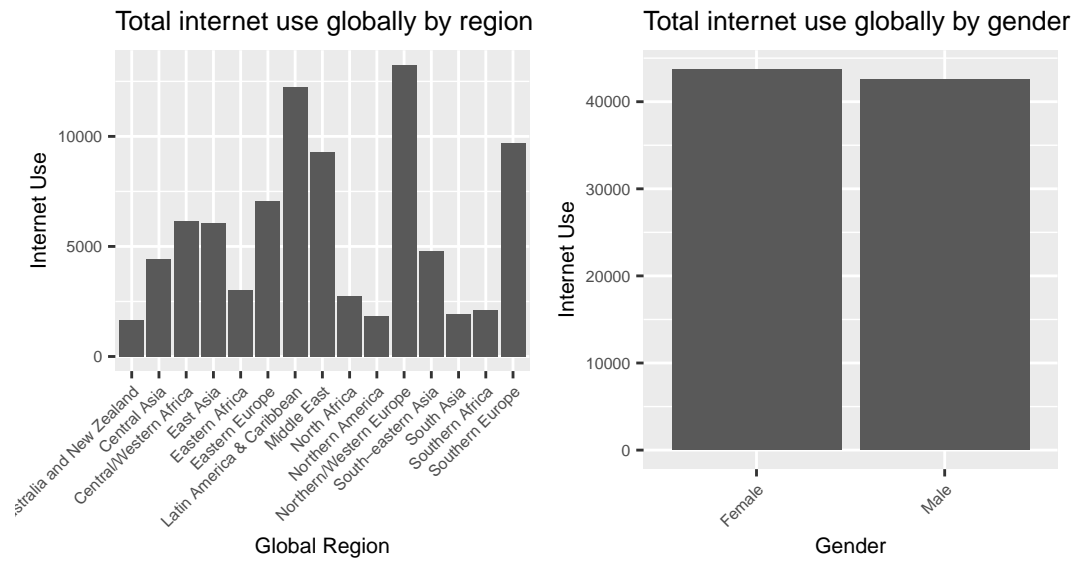 Total internet use globally by region
Internet Use
10000
5000
0
stralia and New Zealand
Central Asia
Central/Western Africa
East Asia
Eastern Africa
Eastern Europe
Latin America & Caribbean
Middle East
North Africa
Northern America
Northern/Western Europe
South−eastern Asia
South Asia
Southern Africa
Southern Europe
Global Region
Total internet use globally by gender
Internet Use
40000
30000
20000
10000
0
Female
Male
Gender